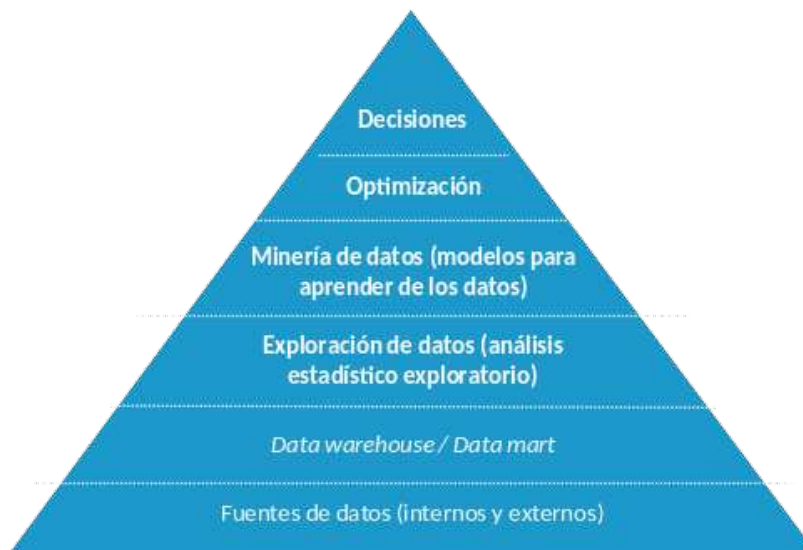 Decisiones
Optimización
Minería de datos (modelos para
aprender de los datos)
Exploración de datos (análisis
estadístico exploratorio)
Data warehouse / Data mart
Fuentes de datos (internos y externos)